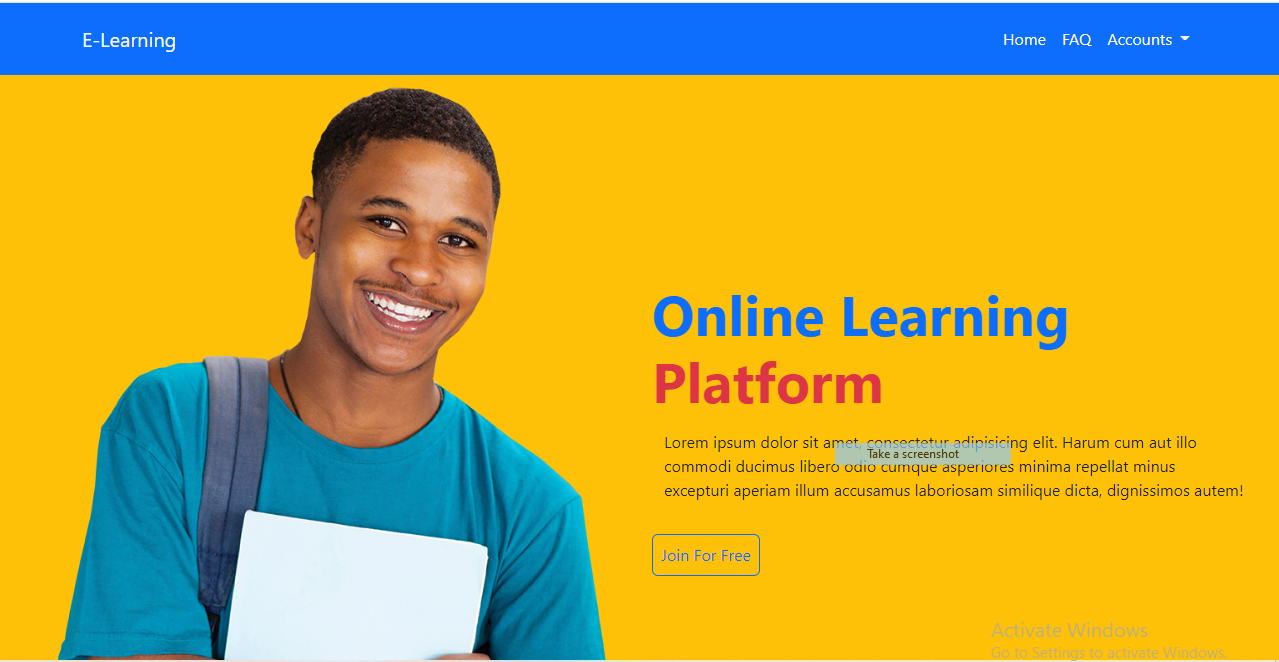 E-Learning
Home FAQ Accounts
Online Learning
Platform
Lorem ipsum dolor sit amet, consectetur adipisicing elit. Harum cum aut illo
Take a screenshot
commodi ducimus libero odio cumque asperiores minima repellat minus
excepturi aperiam illum accusamus laboriosam similique dicta, dignissimos autem!
Join For Free
Activate Windows
Go to Settings to activate Windows.